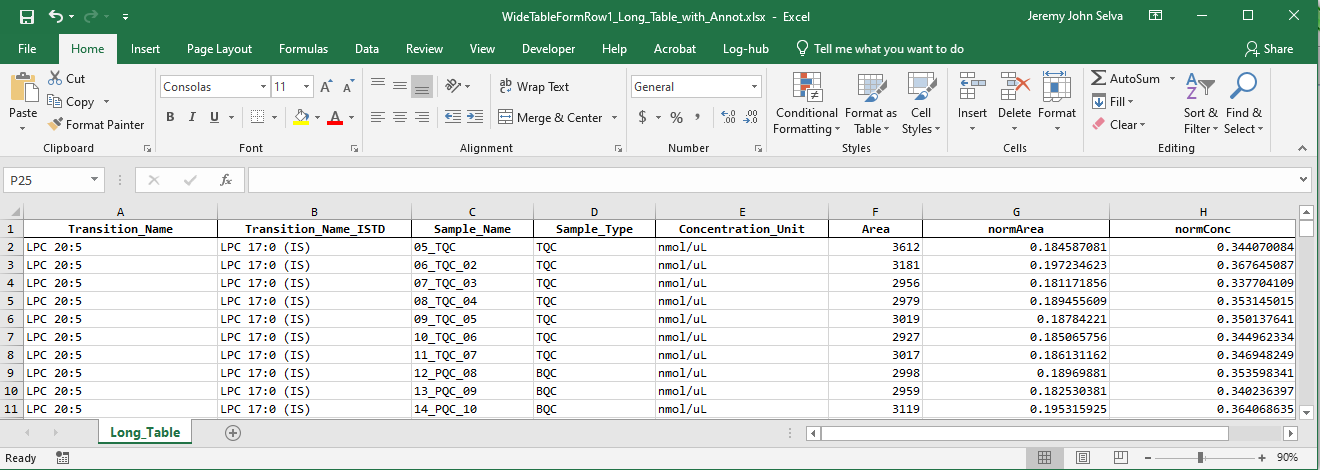 WideTableFormRow1_Long_Table_with_Annot.xlsx - Excel
Jeremy John Selva
File Home Insert Page Layout Formulas Data Review View Developer Help Acrobat Log-hub Tell me what you want to do Share
Paste
Cut
Copy
Format Painter
Clipboard
Consolas 11 A A
B I U A
Font
ab Wrap Text
Merge & Center
Alignment
General
$ % , .0 .00 .00 .0
Number
Conditional Formatting
Format as Table
Cell Styles
Styles
Insert Delete Format
Cells
AutoSum
Fill
Clear
Sort & Filter
Find & Select
Editing
P25 fx
A B C D E F G H
1 Transition_Name Transition_Name_ISTD Sample_Name Sample_Type Concentration_Unit Area normArea normConc
2 LPC 20:5 LPC 17:0 (IS) 05_TQC TQC nmol/uL 3612 0.184587081 0.344070084
3 LPC 20:5 LPC 17:0 (IS) 06_TQC_02 TQC nmol/uL 3181 0.197234623 0.367645087
4 LPC 20:5 LPC 17:0 (IS) 07_TQC_03 TQC nmol/uL 2956 0.181171856 0.337704109
5 LPC 20:5 LPC 17:0 (IS) 08_TQC_04 TQC nmol/uL 2979 0.189455609 0.353145015
6 LPC 20:5 LPC 17:0 (IS) 09_TQC_05 TQC nmol/uL 3019 0.18784221 0.350137641
7 LPC 20:5 LPC 17:0 (IS) 10_TQC_06 TQC nmol/uL 2927 0.185065756 0.344962334
8 LPC 20:5 LPC 17:0 (IS) 11_TQC_07 TQC nmol/uL 3017 0.186131162 0.346948249
9 LPC 20:5 LPC 17:0 (IS) 12_PQC_08 BQC nmol/uL 2998 0.18969881 0.353598341
10 LPC 20:5 LPC 17:0 (IS) 13_PQC_09 BQC nmol/uL 2959 0.182530381 0.340236397
11 LPC 20:5 LPC 17:0 (IS) 14_PQC_10 BQC nmol/uL 3119 0.195315925 0.364068635
Long_Table
Ready 90%